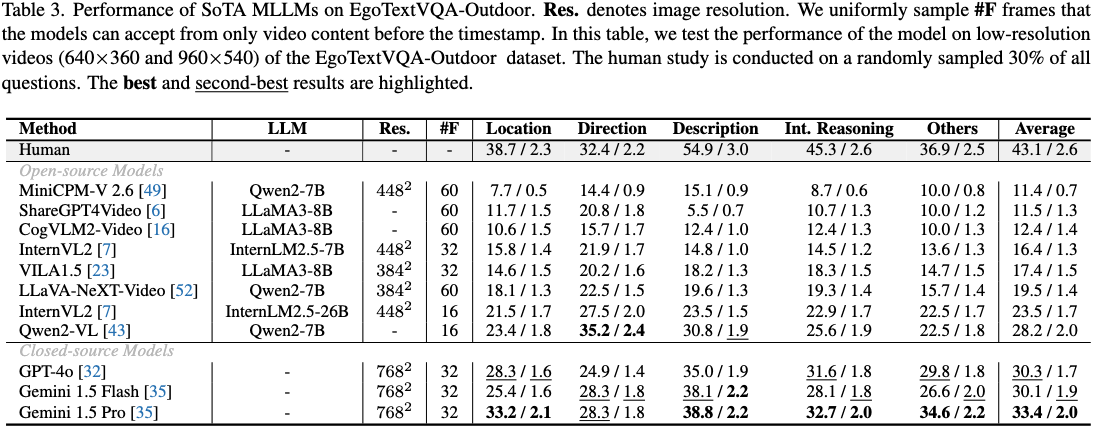 Table 3. Performance of SoTA MLLMs on EgoTextVQA-Outdoor. Res. denotes image resolution. We uniformly sample #F frames that
the models can accept from only video content before the timestamp. In this table, we test the performance of the model on low-resolution
videos (640×360 and 960×540) of the EgoTextVQA-Outdoor dataset. The human study is conducted on a randomly sampled 30% of all
questions. The best and second-best results are highlighted.
Method LLM Res. #F Location Direction Description Int. Reasoning Others Average
Human - - - 38.7 / 2.3 32.4 / 2.2 54.9 / 3.0 45.3 / 2.6 36.9 / 2.5 43.1 / 2.6
Open-source Models
MiniCPM-V 2.6 [49] Qwen2-7B 448² 60 7.7 / 0.5 14.4 / 0.9 15.1 / 0.9 8.7 / 0.6 10.0 / 0.8 11.4 / 0.7
ShareGPT4Video [6] LLaMA3-8B - 60 11.7 / 1.5 20.8 / 1.8 5.5 / 0.7 10.7 / 1.3 10.0 / 1.2 11.5 / 1.3
CogVLM2-Video [16] LLaMA3-8B - 60 10.6 / 1.5 15.7 / 1.7 12.4 / 1.0 12.4 / 1.3 10.0 / 1.3 12.4 / 1.4
InternVL2 [7] InternLM2.5-7B 448² 32 15.8 / 1.4 21.9 / 1.7 14.8 / 1.0 14.5 / 1.2 13.6 / 1.3 16.4 / 1.3
VILA1.5 [23] LLaMA3-8B 384² 32 14.6 / 1.5 20.2 / 1.6 18.2 / 1.3 18.3 / 1.5 14.7 / 1.5 17.4 / 1.5
LLaVA-NeXT-Video [52] Qwen2-7B 384² 60 18.1 / 1.3 22.5 / 1.5 19.6 / 1.3 19.3 / 1.4 15.7 / 1.4 19.5 / 1.4
InternVL2 [7] InternLM2.5-26B 448² 16 21.5 / 1.7 27.5 / 2.0 23.5 / 1.5 22.9 / 1.7 22.5 / 1.7 23.5 / 1.7
Qwen2-VL [43] Qwen2-7B - 16 23.4 / 1.8 35.2 / 2.4 30.8 / 1.9 25.6 / 1.9 22.5 / 1.8 28.2 / 2.0
Closed-source Models
GPT-4o [32] - 768² 32 28.3 / 1.6 24.9 / 1.4 35.0 / 1.9 31.6 / 1.8 29.8 / 1.8 30.3 / 1.7
Gemini 1.5 Flash [35] - 768² 32 25.4 / 1.6 28.3 / 1.8 38.1 / 2.2 28.1 / 1.8 26.6 / 2.0 30.1 / 1.9
Gemini 1.5 Pro [35] - 768² 32 33.2 / 2.1 28.3 / 1.8 38.8 / 2.2 32.7 / 2.0 34.6 / 2.2 33.4 / 2.0